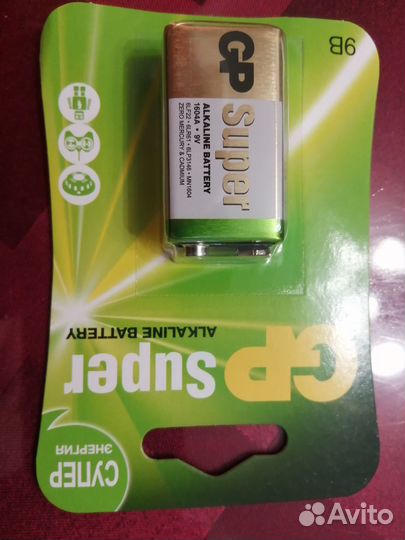 СУПЕР
ЭНЕРГИЯ
GP Super
ALKALINE BATTERY
9В
GP Super
ALKALINE BATTERY
1604A • 9V
6LF22 • 6LR61 • 6LP3146 • MN1604
ZERO MERCURY & CADMIUM
Avito